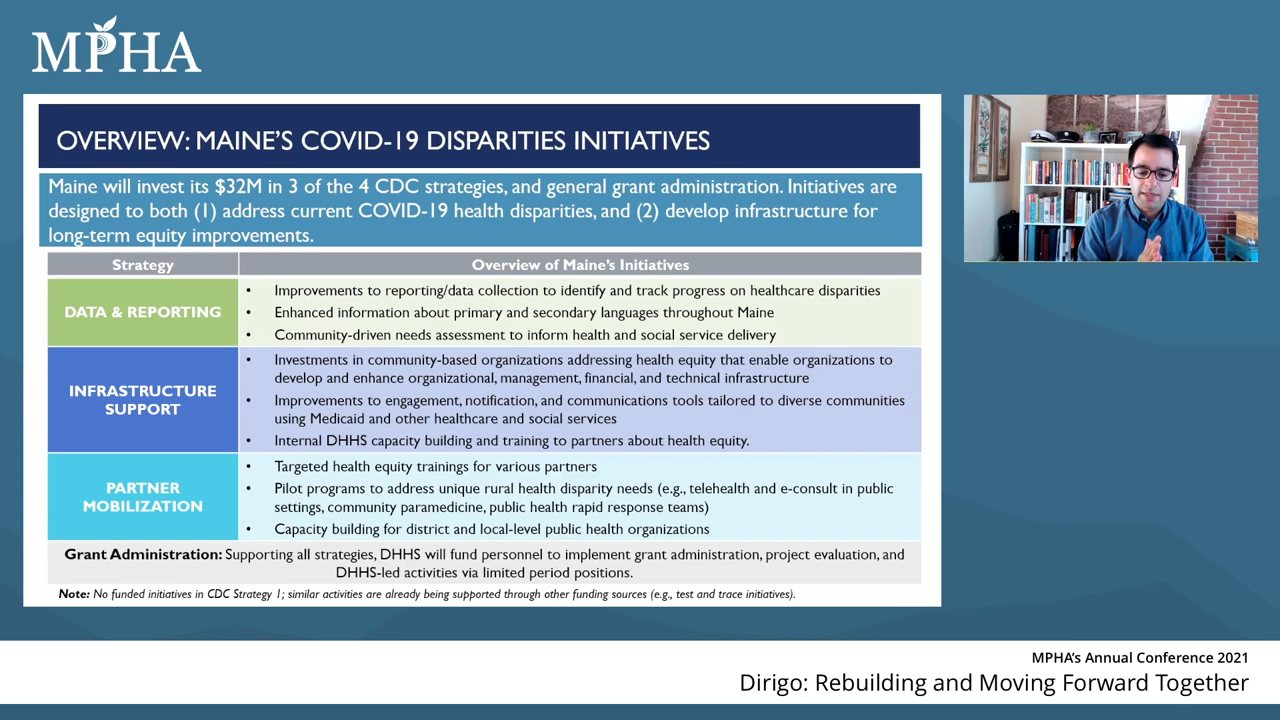 MPHA
OVERVIEW: MAINE'S COVID-19 DISPARITIES INITIATIVES
Maine will invest its $32M in 3 of the 4 CDC strategies, and general grant administration. Initiatives are
designed to both (1) address current COVID-19 health disparities, and (2) develop infrastructure for
long-term equity improvements.
Strategy
Overview of Maine's Initiatives
DATA & REPORTING
• Improvements to reporting/data collection to identify and track progress on healthcare disparities
• Enhanced information about primary and secondary languages throughout Maine
• Community-driven needs assessment to inform health and social service delivery
INFRASTRUCTURE
SUPPORT
• Investments in community-based organizations addressing health equity that enable organizations to
develop and enhance organizational, management, financial, and technical infrastructure
• Improvements to engagement, notification, and communications tools tailored to diverse communities
using Medicaid and other healthcare and social services
• Internal DHHS capacity building and training to partners about health equity.
PARTNER
MOBILIZATION
• Targeted health equity trainings for various partners
• Pilot programs to address unique rural health disparity needs (e.g., telehealth and e-consult in public
settings, community paramedicine, public health rapid response teams)
• Capacity building for district and local-level public health organizations
Grant Administration: Supporting all strategies, DHHS will fund personnel to implement grant administration, project evaluation, and
DHHS-led activities via limited period positions.
Note: No funded initiatives in CDC Strategy 1; similar activities are already being supported through other funding sources (e.g., test and trace initiatives).
MPHA's Annual Conference 2021
Dirigo: Rebuilding and Moving Forward Together